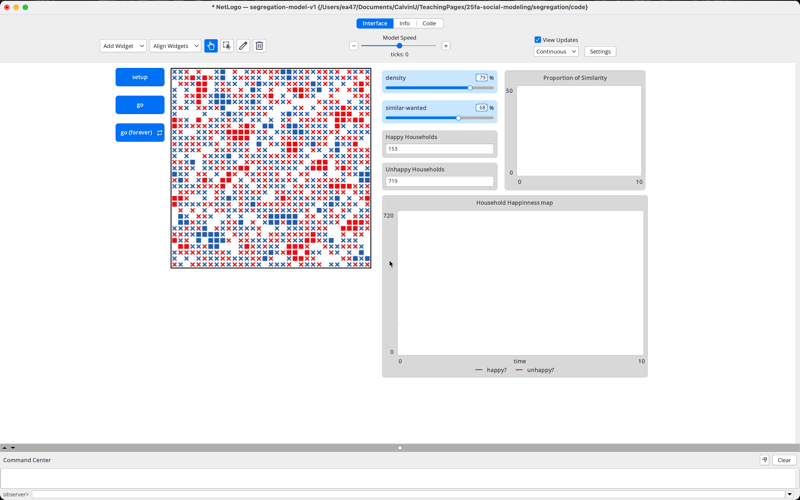 * NetLogo — segregation-model-v1 {/Users/ea47/Documents/CalvinU/TeachingPages/25fa-social-modeling/segregation/code}
Interface Info Code
Add Widget Align Widgets
Model Speed
ticks: 0
View Updates
Continuous Settings
setup
go
go (forever)
density 79 %
similar-wanted 68 %
Happy Households
153
Unhappy Households
719
Proportion of Similarity
50
0
0 10
Household Happinness map
720
0
0 time 10
happy? unhappy?
Command Center Clear
observer>